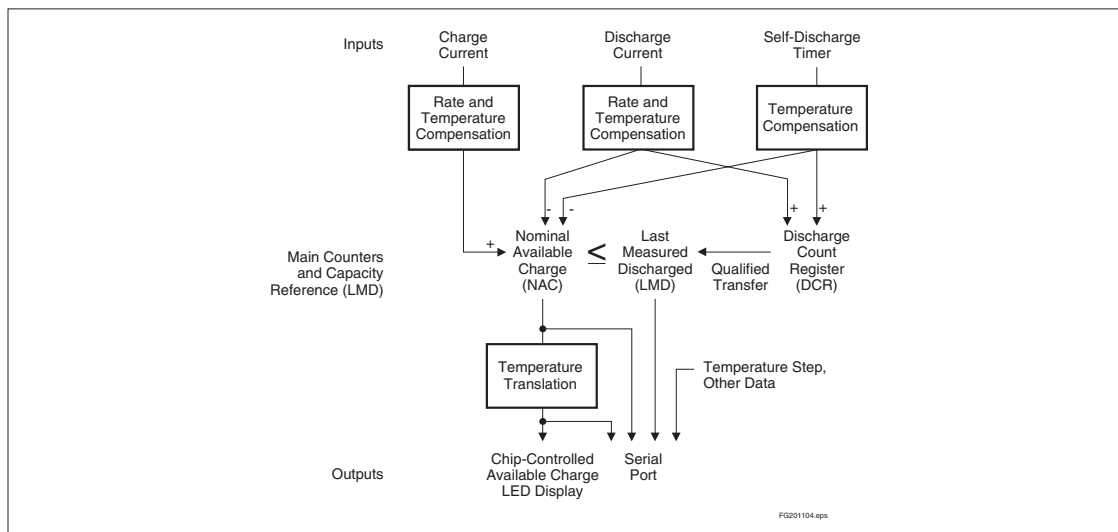 Inputs
Charge
Current
Discharge
Current
Self-Discharge
Timer
Rate and
Temperature
Compensation
Rate and
Temperature
Compensation
Temperature
Compensation
-
-
+
+
+
Main Counters
and Capacity
Reference (LMD)
Nominal
Available
Charge
(NAC)
≤
Last
Measured
Discharged
(LMD)
Qualified
Transfer
Discharge
Count
Register
(DCR)
Temperature
Translation
Temperature Step,
Other Data
Outputs
Chip-Controlled
Available Charge
LED Display
Serial
Port
FG201104.eps